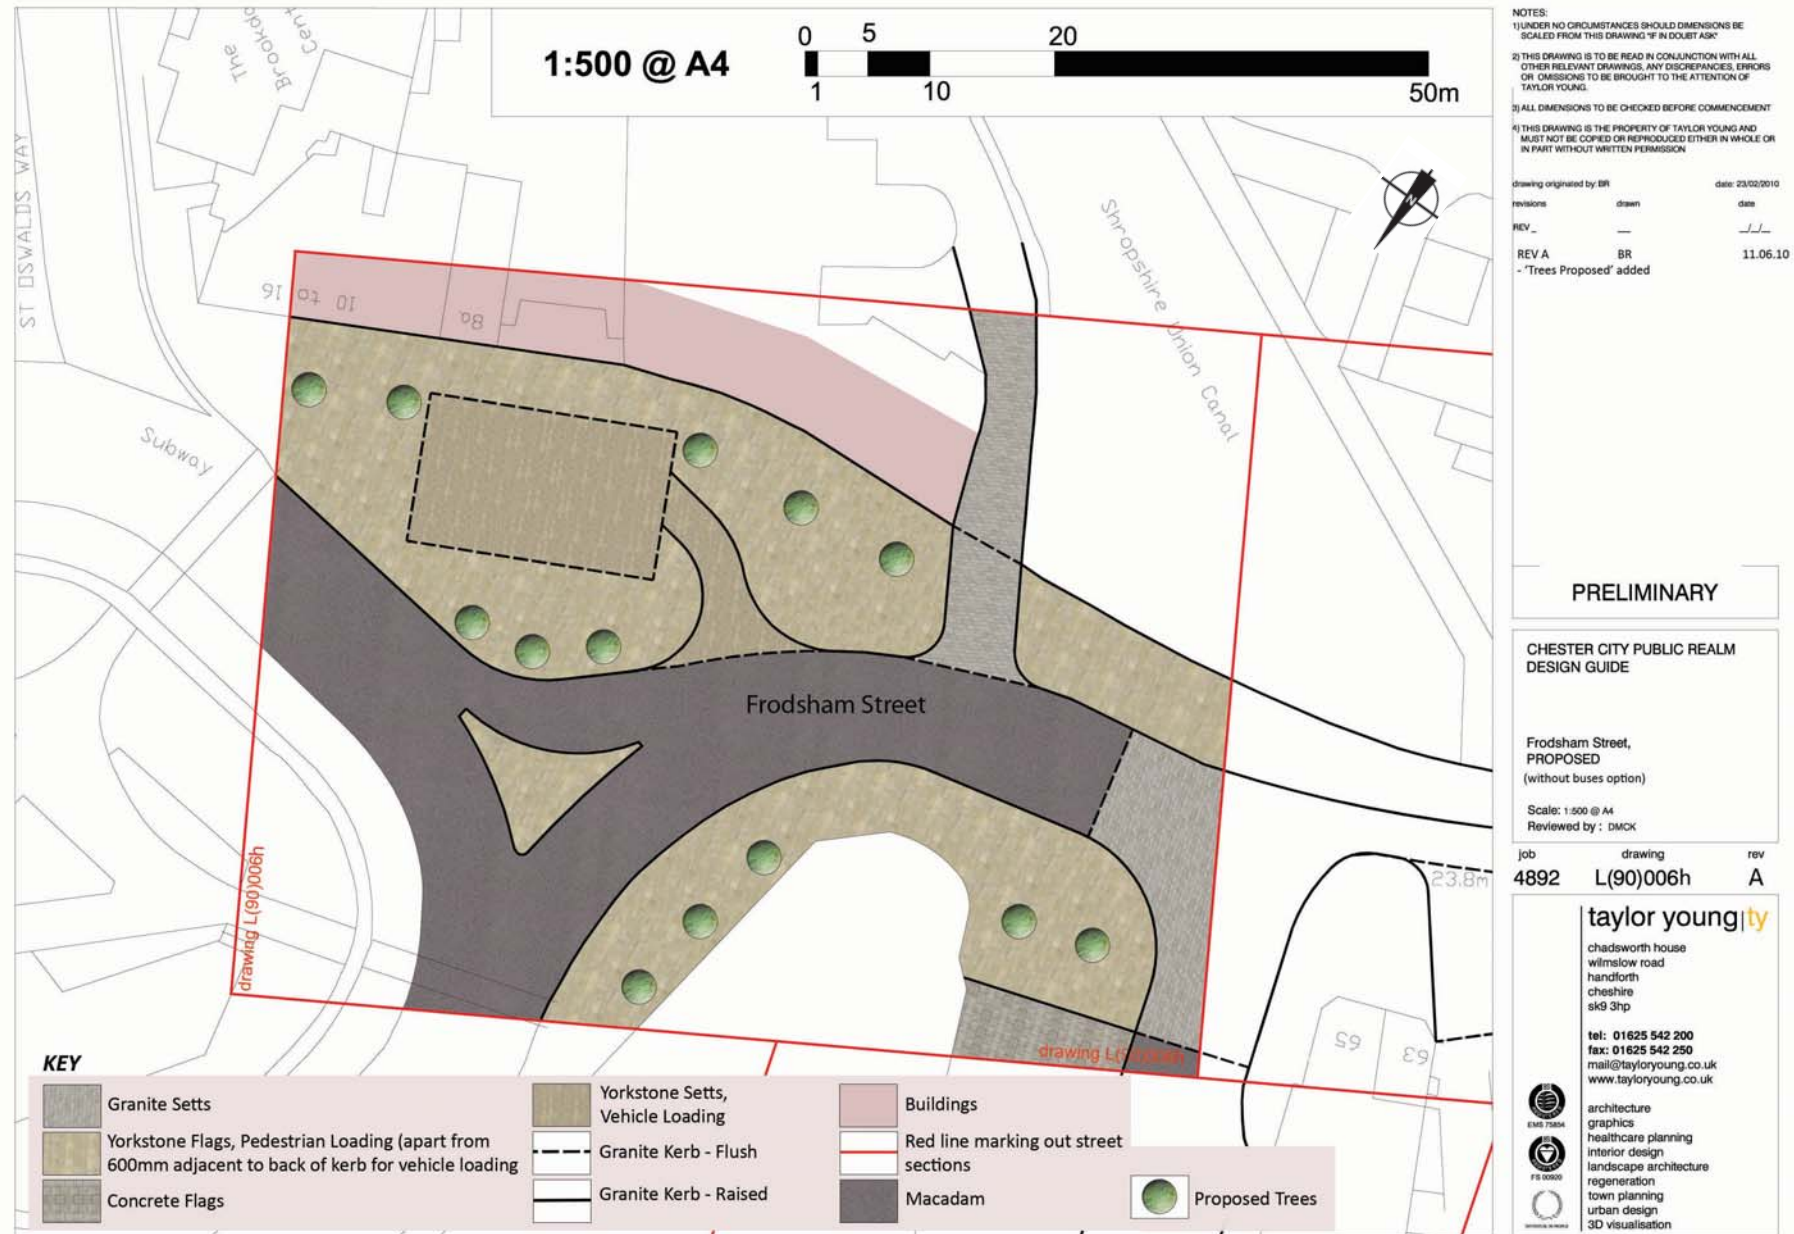 The
Brookda
Cent
1:500 @ A4
0 5 20
1 10 50m
ST OSWALDS WAY
Subway
10 to 16
8a
Shropshire Union Canal
N
Frodsham Street
drawing L(90)006h
23.8m
65
63
KEY
Granite Setts
Yorkstone Flags, Pedestrian Loading (apart from
600mm adjacent to back of kerb for vehicle loading
Concrete Flags
Yorkstone Setts,
Vehicle Loading
Granite Kerb - Flush
Granite Kerb - Raised
Buildings
Red line marking out street
sections
Macadam
Proposed Trees
NOTES:
1) UNDER NO CIRCUMSTANCES SHOULD DIMENSIONS BE
SCALED FROM THIS DRAWING "IF IN DOUBT ASK"
2) THIS DRAWING IS TO BE READ IN CONJUNCTION WITH ALL
OTHER RELEVANT DRAWINGS, ANY DISCREPANCIES, ERRORS
OR OMISSIONS TO BE BROUGHT TO THE ATTENTION OF
TAYLOR YOUNG.
3) ALL DIMENSIONS TO BE CHECKED BEFORE COMMENCEMENT
4) THIS DRAWING IS THE PROPERTY OF TAYLOR YOUNG AND
MUST NOT BE COPIED OR REPRODUCED EITHER IN WHOLE OR
IN PART WITHOUT WRITTEN PERMISSION
drawing originated by: BR date: 23/02/2010
revisions drawn date
REV _ __ _/_/_
REV A BR 11.06.10
- 'Trees Proposed' added
PRELIMINARY
CHESTER CITY PUBLIC REALM
DESIGN GUIDE
Frodsham Street,
PROPOSED
(without buses option)
Scale: 1:500 @ A4
Reviewed by : DMCK
job drawing rev
4892 L(90)006h A
taylor young|ty
chadsworth house
wilmslow road
handforth
cheshire
sk9 3hp
tel: 01625 542 200
fax: 01625 542 250
mail@tayloryoung.co.uk
www.tayloryoung.co.uk
architecture
graphics
healthcare planning
interior design
landscape architecture
regeneration
town planning
urban design
3D visualisation
EMS 75854
FS 00920